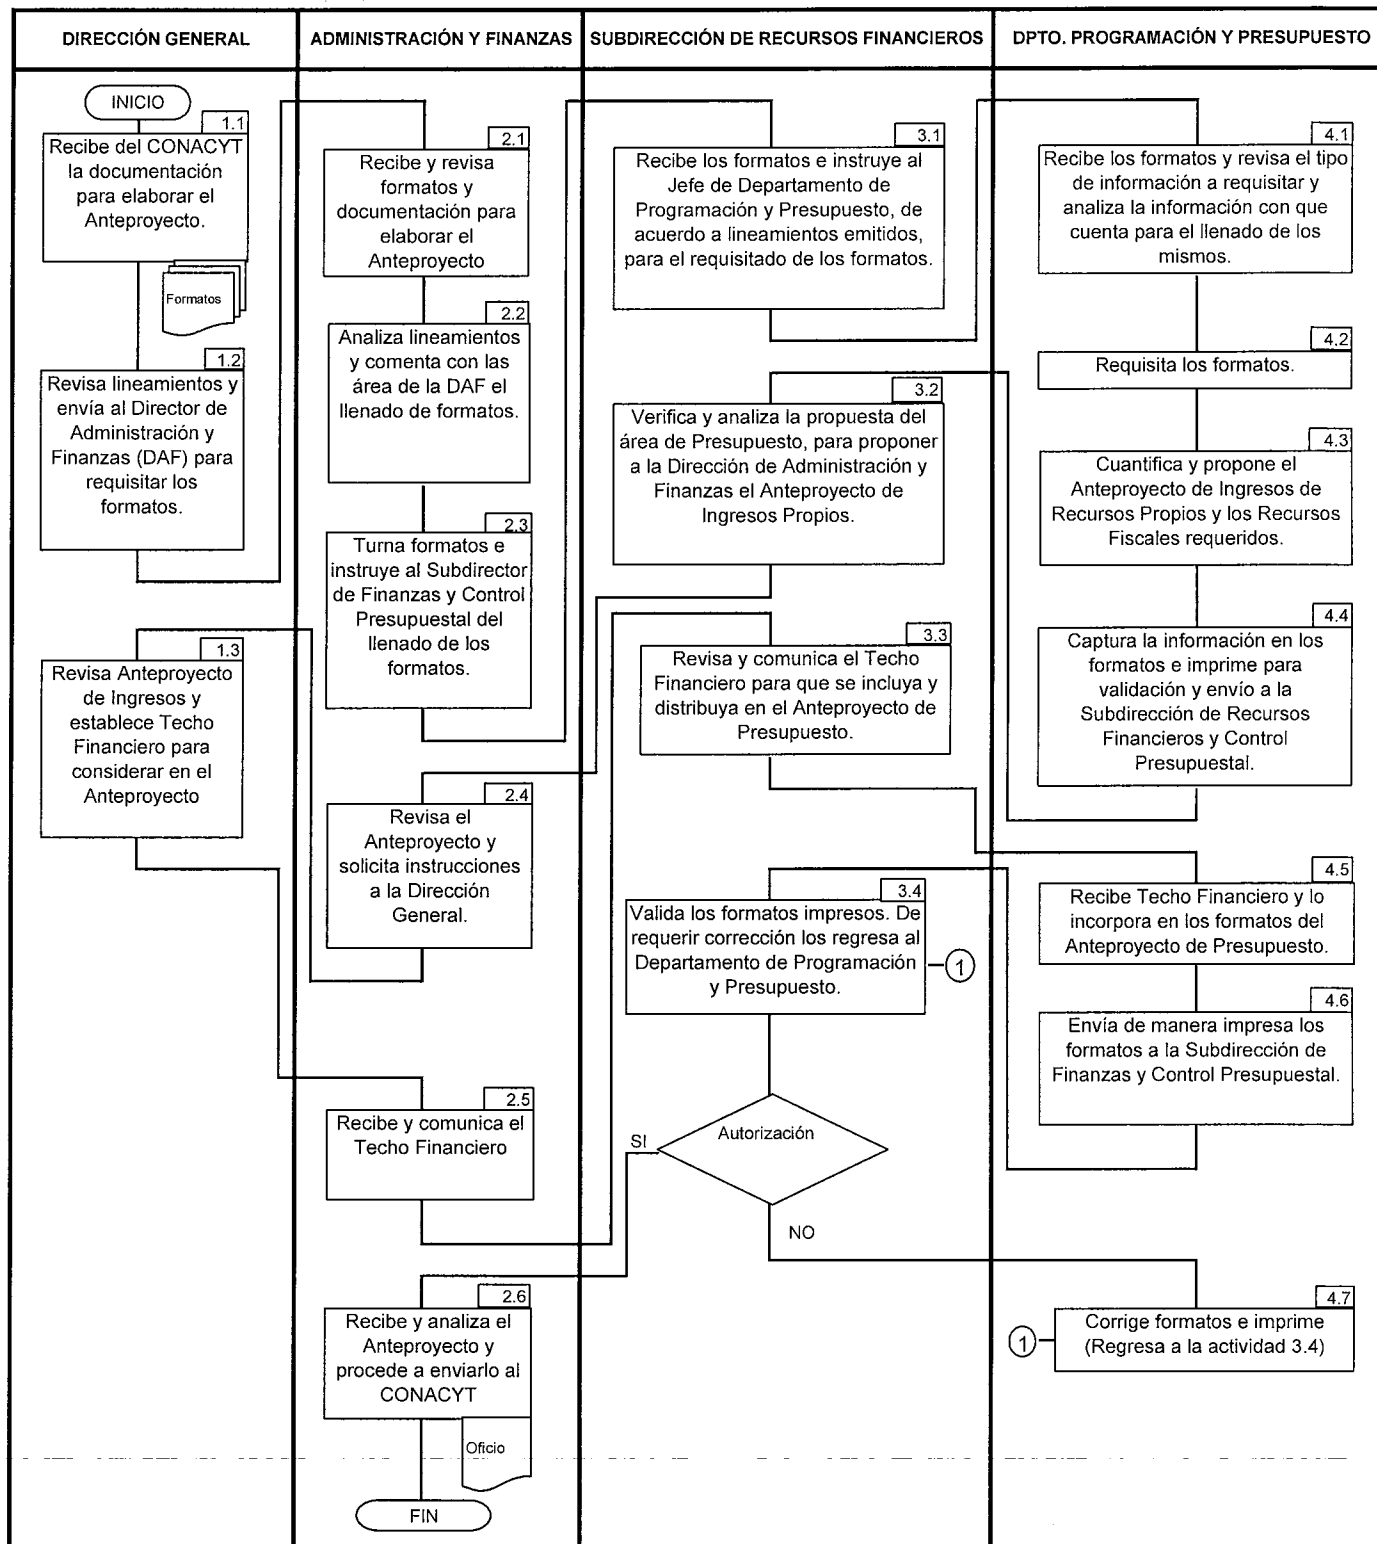 DIRECCIÓN GENERAL
ADMINISTRACIÓN Y FINANZAS
SUBDIRECCIÓN DE RECURSOS FINANCIEROS
DPTO. PROGRAMACIÓN Y PRESUPUESTO
INICIO
1.1
Recibe del CONACYT
la documentación
para elaborar el
Anteproyecto.
Formatos
1.2
Revisa lineamientos y
envía al Director de
Administración y
Finanzas (DAF) para
requisitar los
formatos.
1.3
Revisa Anteproyecto
de Ingresos y
establece Techo
Financiero para
considerar en el
Anteproyecto
2.1
Recibe y revisa
formatos y
documentación para
elaborar el
Anteproyecto
2.2
Analiza lineamientos
y comenta con las
área de la DAF el
llenado de formatos.
2.3
Turna formatos e
instruye al Subdirector
de Finanzas y Control
Presupuestal del
llenado de los
formatos.
2.4
Revisa el
Anteproyecto y
solicita instrucciones
a la Dirección
General.
2.5
Recibe y comunica el
Techo Financiero
2.6
Recibe y analiza el
Anteproyecto y
procede a enviarlo al
CONACYT
Oficio
FIN
3.1
Recibe los formatos e instruye al
Jefe de Departamento de
Programación y Presupuesto, de
acuerdo a lineamientos emitidos,
para el requisitado de los formatos.
3.2
Verifica y analiza la propuesta del
área de Presupuesto, para proponer
a la Dirección de Administración y
Finanzas el Anteproyecto de
Ingresos Propios.
3.3
Revisa y comunica el Techo
Financiero para que se incluya y
distribuya en el Anteproyecto de
Presupuesto.
3.4
Valida los formatos impresos. De
requerir corrección los regresa al
Departamento de Programación
y Presupuesto.
1
Autorización
SI
NO
4.1
Recibe los formatos y revisa el tipo
de información a requisitar y
analiza la información con que
cuenta para el llenado de los
mismos.
4.2
Requisita los formatos.
4.3
Cuantifica y propone el
Anteproyecto de Ingresos de
Recursos Propios y los Recursos
Fiscales requeridos.
4.4
Captura la información en los
formatos e imprime para
validación y envío a la
Subdirección de Recursos
Financieros y Control
Presupuestal.
4.5
Recibe Techo Financiero y lo
incorpora en los formatos del
Anteproyecto de Presupuesto.
4.6
Envía de manera impresa los
formatos a la Subdirección de
Finanzas y Control Presupuestal.
4.7
Corrige formatos e imprime
(Regresa a la actividad 3.4)
1